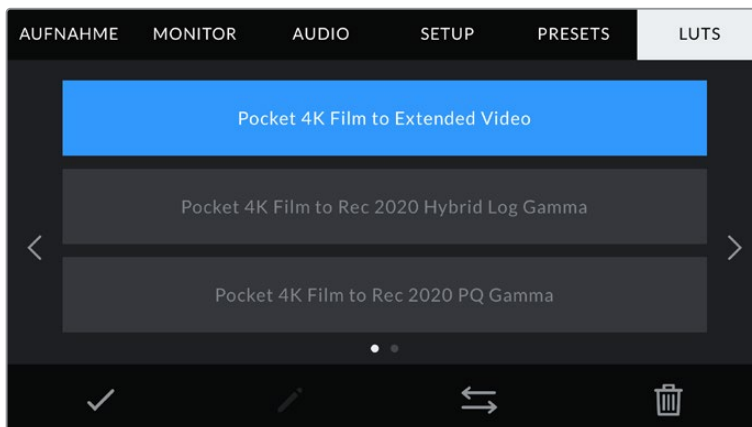 AUFNAHME MONITOR AUDIO SETUP PRESETS LUTS
Pocket 4K Film to Extended Video
Pocket 4K Film to Rec 2020 Hybrid Log Gamma
Pocket 4K Film to Rec 2020 PQ Gamma